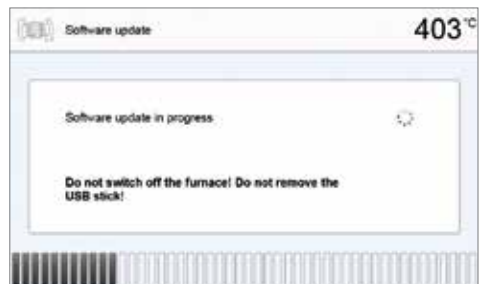 Software update
403 °C
Software update in progress
Do not switch off the furnace! Do not remove the
USB stick!